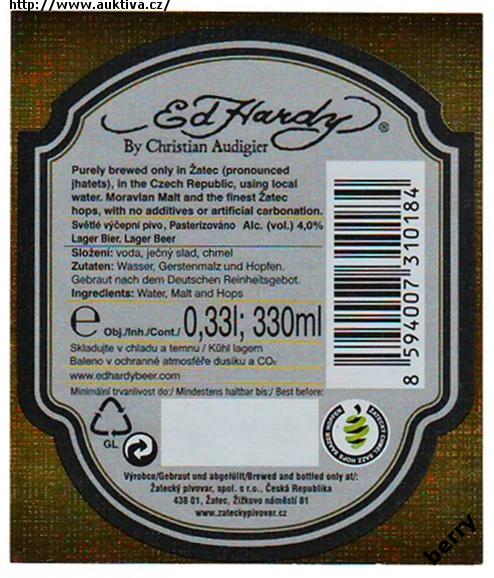 http://www.auktiva.cz/
Ed Hardy ®
By Christian Audigier
Purely brewed only in Žatec (pronounced
jhatets), in the Czech Republic, using local
water. Moravian Malt and the finest Žatec
hops, with no additives or artificial carbonation.
Světlé výčepní pivo, Pasterizováno Alc. (vol.) 4,0%
Lager Bier, Lager Beer
Složení: voda, ječný slad, chmel
Zutaten: Wasser, Gerstenmalz und Hopfen.
Gebraut nach dem Deutschen Reinheitsgebot.
Ingredients: Water, Malt and Hops
e Obj./Inh./Cont./ 0,33l; 330ml
Skladujte v chladu a temnu / Kühl lagern
Baleno v ochranné atmosféře dusíku a CO₂
www.edhardybeer.com
Minimální trvanlivost do:/ Mindestens haltbar bis:/ Best before:
GL
ŽATECKÝ CHMEL SAAZ HOPS SAAZ HOPFEN
8 594007 310184
Výrobce/Gebraut und abgefüllt/Brewed and bottled only at/:
Žatecký pivovar, spol. s r.o., Česká Republika
438 01, Žatec, Žižkovo náměstí 81
www.zateckypivovar.cz
berry